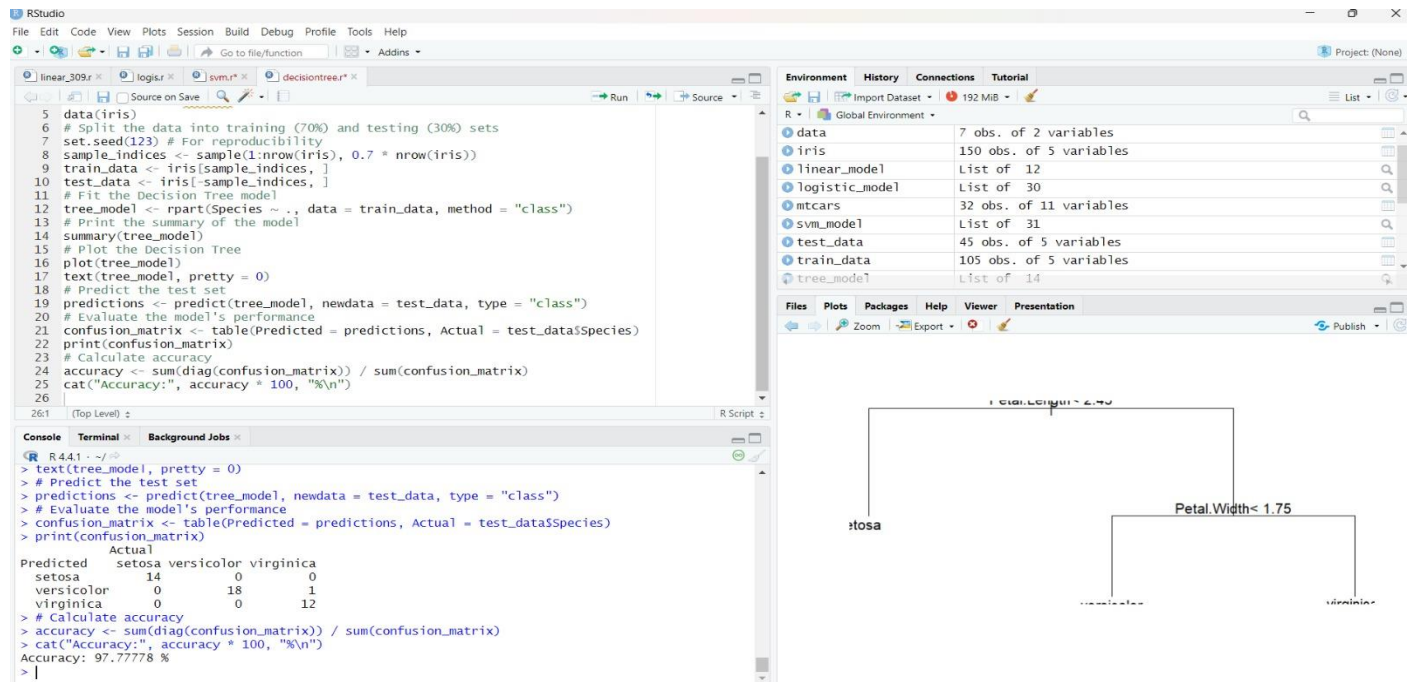 RStudio
File Edit Code View Plots Session Build Debug Profile Tools Help
Go to file/function Addins Project: (None)
linear_309.r logis.r svm.r* decisiontree.r*
Source on Save Run Source
5 data(iris)
6 # Split the data into training (70%) and testing (30%) sets
7 set.seed(123) # For reproducibility
8 sample_indices <- sample(1:nrow(iris), 0.7 * nrow(iris))
9 train_data <- iris[sample_indices, ]
10 test_data <- iris[-sample_indices, ]
11 # Fit the Decision Tree model
12 tree_model <- rpart(Species ~ ., data = train_data, method = "class")
13 # Print the summary of the model
14 summary(tree_model)
15 # Plot the Decision Tree
16 plot(tree_model)
17 text(tree_model, pretty = 0)
18 # Predict the test set
19 predictions <- predict(tree_model, newdata = test_data, type = "class")
20 # Evaluate the model's performance
21 confusion_matrix <- table(Predicted = predictions, Actual = test_data$Species)
22 print(confusion_matrix)
23 # Calculate accuracy
24 accuracy <- sum(diag(confusion_matrix)) / sum(confusion_matrix)
25 cat("Accuracy:", accuracy * 100, "%\n")
26
26:1 (Top Level) R Script
Console Terminal Background Jobs
R 4.4.1 · ~/
> text(tree_model, pretty = 0)
> # Predict the test set
> predictions <- predict(tree_model, newdata = test_data, type = "class")
> # Evaluate the model's performance
> confusion_matrix <- table(Predicted = predictions, Actual = test_data$Species)
> print(confusion_matrix)
Actual
Predicted setosa versicolor virginica
setosa 14 0 0
versicolor 0 18 1
virginica 0 0 12
> # Calculate accuracy
> accuracy <- sum(diag(confusion_matrix)) / sum(confusion_matrix)
> cat("Accuracy:", accuracy * 100, "%\n")
Accuracy: 97.77778 %
>
Environment History Connections Tutorial
Import Dataset 192 MiB List
R Global Environment
data 7 obs. of 2 variables
iris 150 obs. of 5 variables
linear_model List of 12
logistic_model List of 30
mtcars 32 obs. of 11 variables
svm_model List of 31
test_data 45 obs. of 5 variables
train_data 105 obs. of 5 variables
tree_model List of 14
Files Plots Packages Help Viewer Presentation
Zoom Export Publish
Petal.Length< 2.45
etosa
Petal.Width< 1.75
versicolor